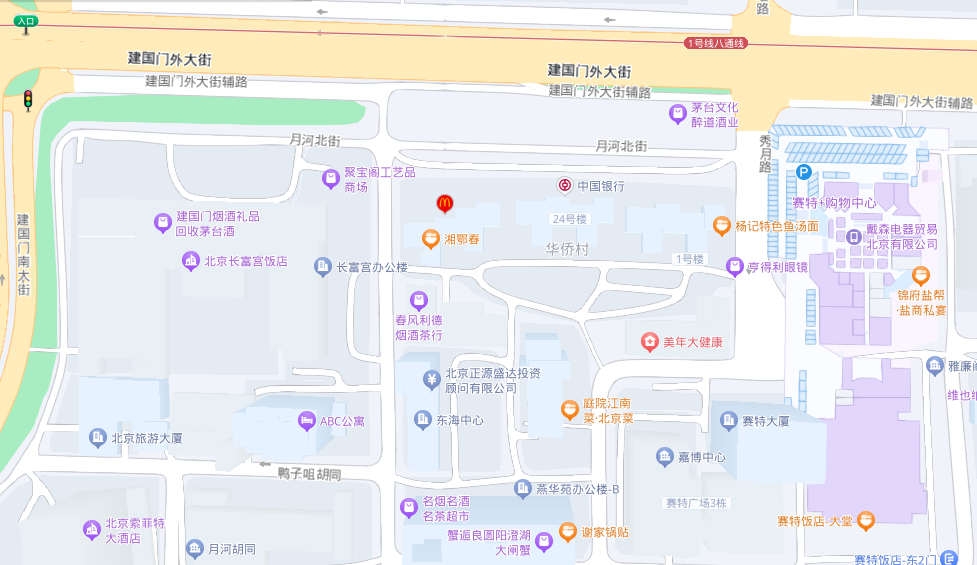 路
入口
1号线八通线
建国门外大街
建国门外大街
建国门外大街辅路
建国门外大街辅路
建国门外大街辅路
茅台文化
醉道酒业
月河北街
月河北街
秀月路
聚宝阁工艺品
商场
中国银行
P
赛特+购物中心
建国门烟酒礼品
回收茅台酒
24号楼
杨记特色鱼汤面
戴森电器贸易
北京有限公司
湘鄂春
华侨村
建国门南大街
北京长富宫饭店
长富宫办公楼
1号楼
亨得利眼镜
锦府盐帮
·盐商私宴
春风利德
烟酒茶行
美年大健康
雅廉
北京正源盛达投资
顾问有限公司
维也
庭院江南
菜·北京菜
ABC公寓
东海中心
赛特大厦
北京旅游大厦
嘉博中心
鸭子咀胡同
燕华苑办公楼-B
名烟名酒
名茶超市
赛特广场3栋
北京索菲特
大酒店
赛特饭店-大堂
谢家锅贴
蟹逅良圆阳澄湖
大闸蟹
月河胡同
赛特饭店-东2门